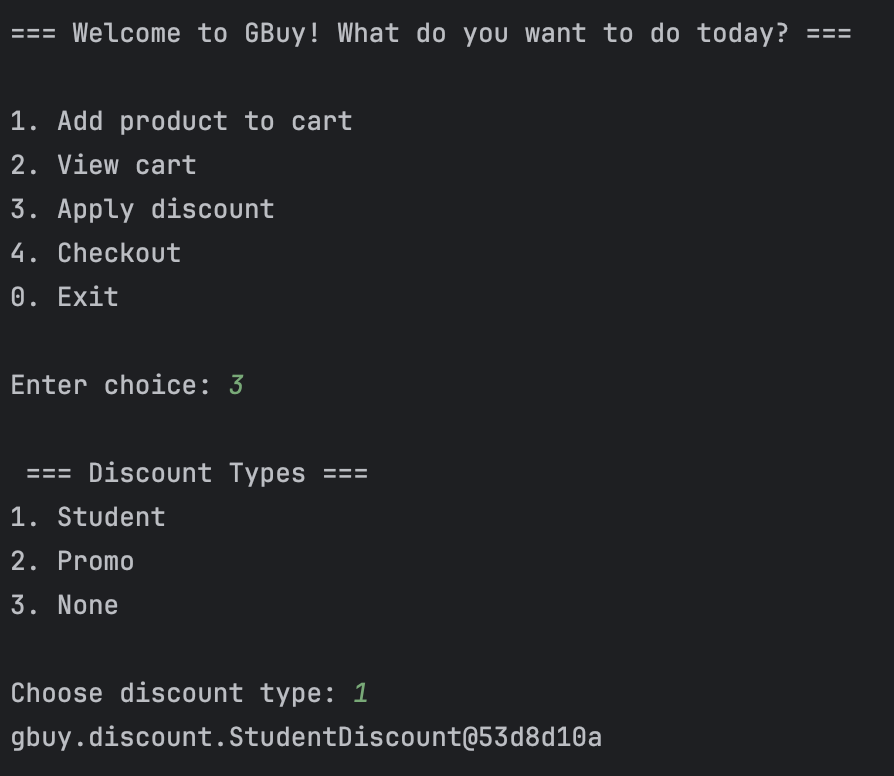 === Welcome to GBuy! What do you want to do today? ===
1. Add product to cart
2. View cart
3. Apply discount
4. Checkout
0. Exit
Enter choice: 3
=== Discount Types ===
1. Student
2. Promo
3. None
Choose discount type: 1
gbuy.discount.StudentDiscount@53d8d10a